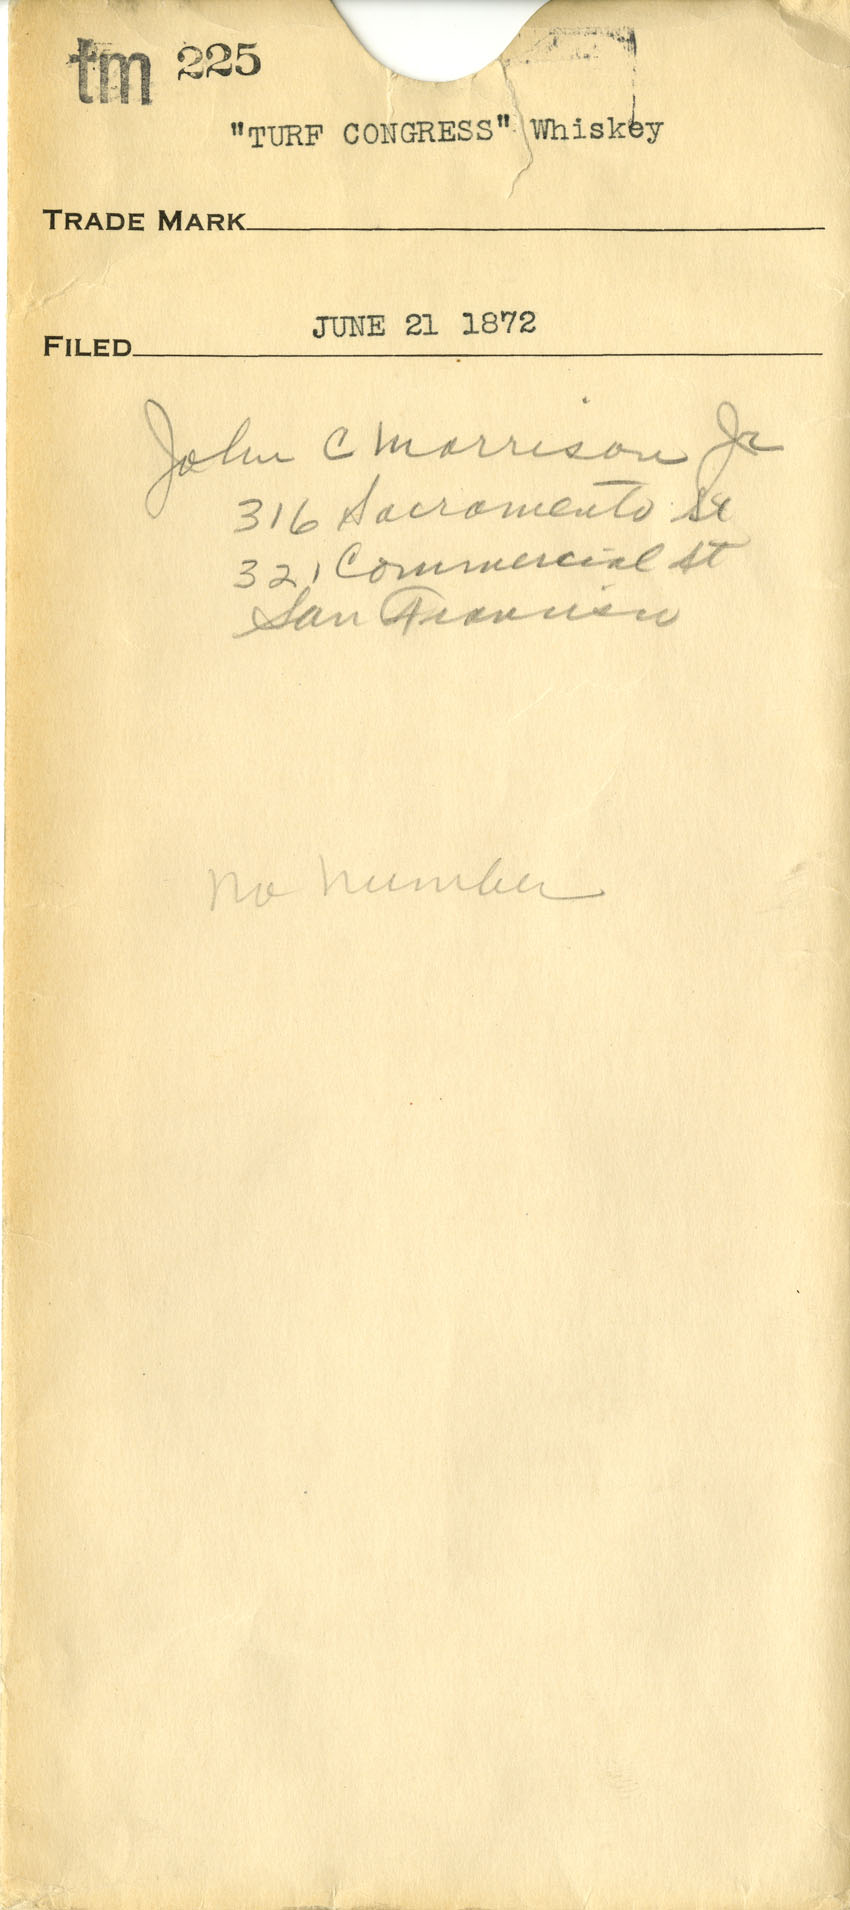 tm 225
"TURF CONGRESS" Whiskey
TRADE MARK
JUNE 21 1872
FILED
John C Morrison Jr
316 Sacramento St
321 Commercial St
San Francisco
No Number